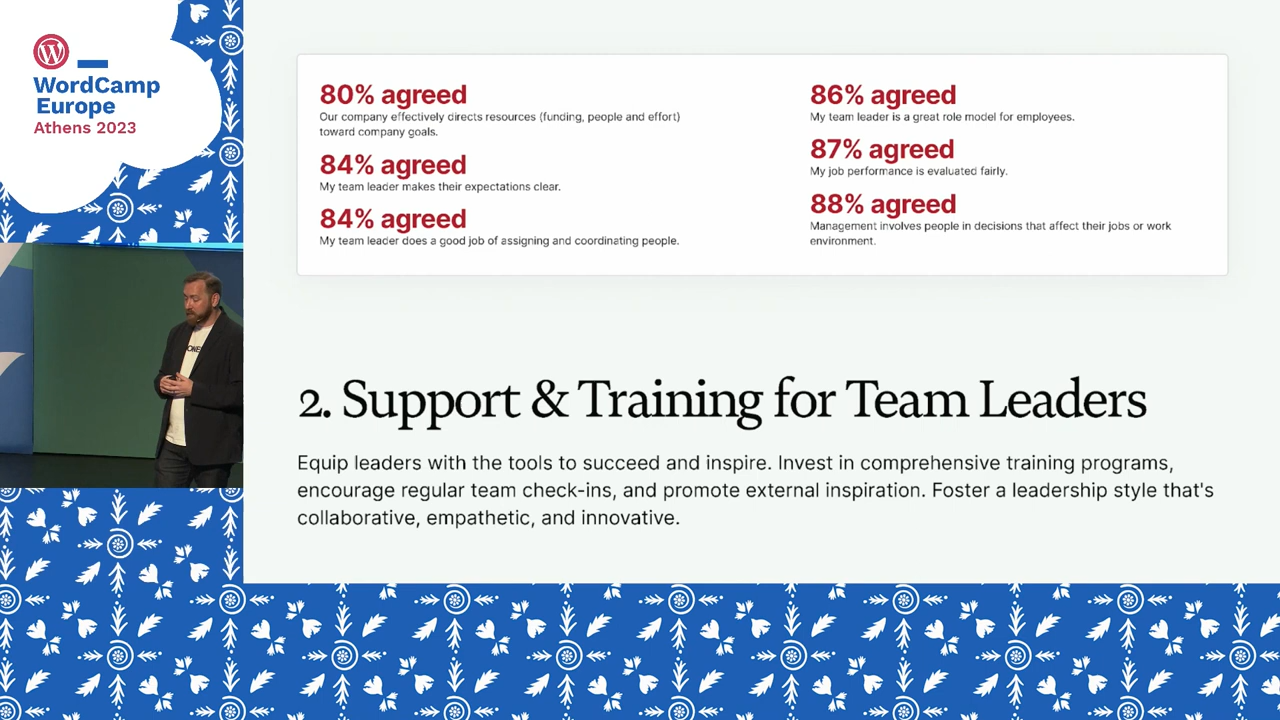 WordCamp
Europe
Athens 2023
80% agreed
Our company effectively directs resources (funding, people and effort)
toward company goals.
84% agreed
My team leader makes their expectations clear.
84% agreed
My team leader does a good job of assigning and coordinating people.
86% agreed
My team leader is a great role model for employees.
87% agreed
My job performance is evaluated fairly.
88% agreed
Management involves people in decisions that affect their jobs or work
environment.
2. Support & Training for Team Leaders
Equip leaders with the tools to succeed and inspire. Invest in comprehensive training programs,
encourage regular team check-ins, and promote external inspiration. Foster a leadership style that's
collaborative, empathetic, and innovative.